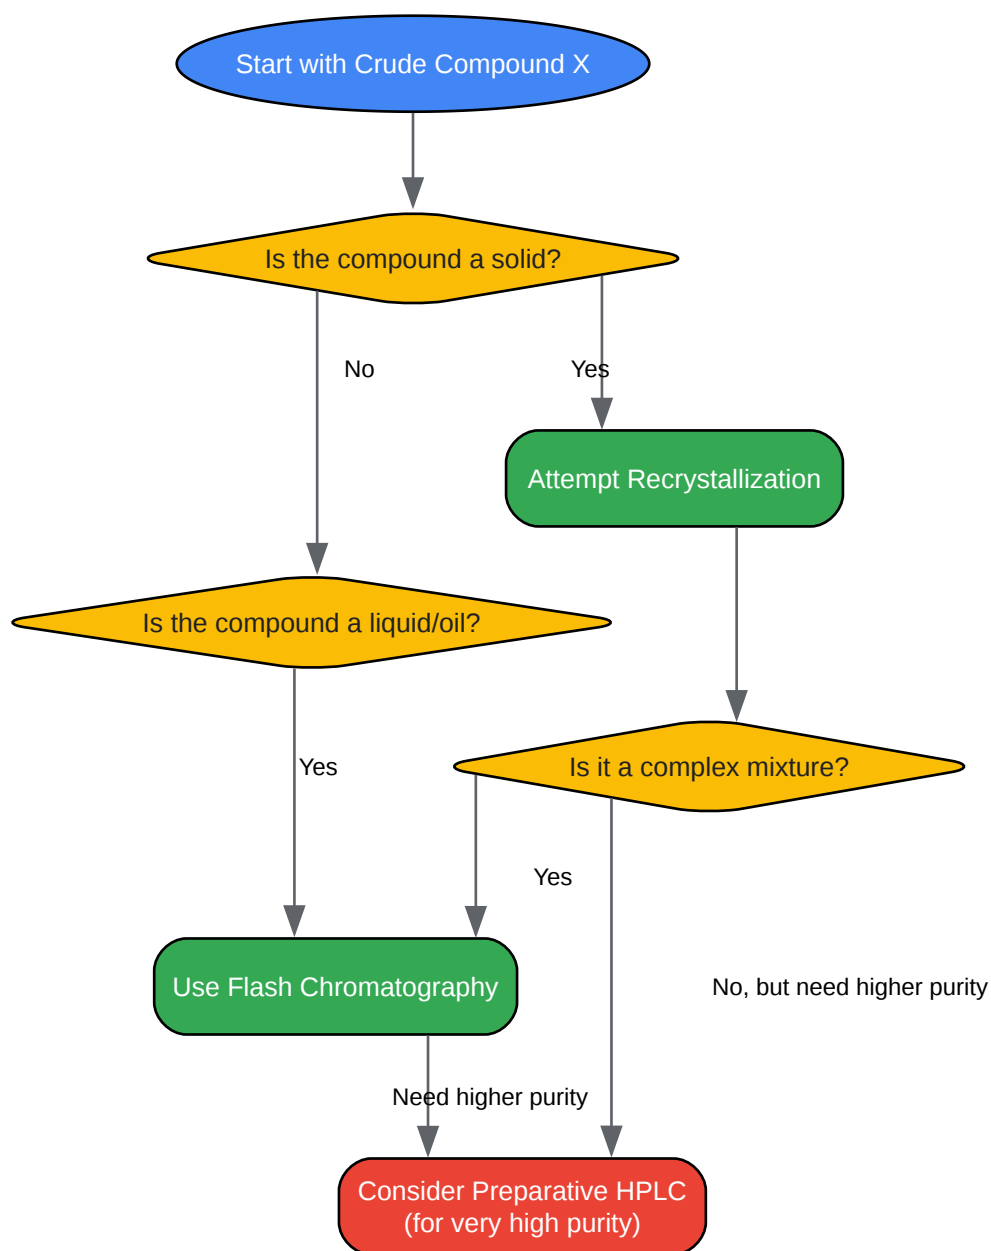 Start with Crude Compound X
Is the compound a solid?
No
Yes
Attempt Recrystallization
Is the compound a liquid/oil?
Yes
Is it a complex mixture?
Yes
Use Flash Chromatography
No, but need higher purity
Need higher purity
Consider Preparative HPLC
(for very high purity)